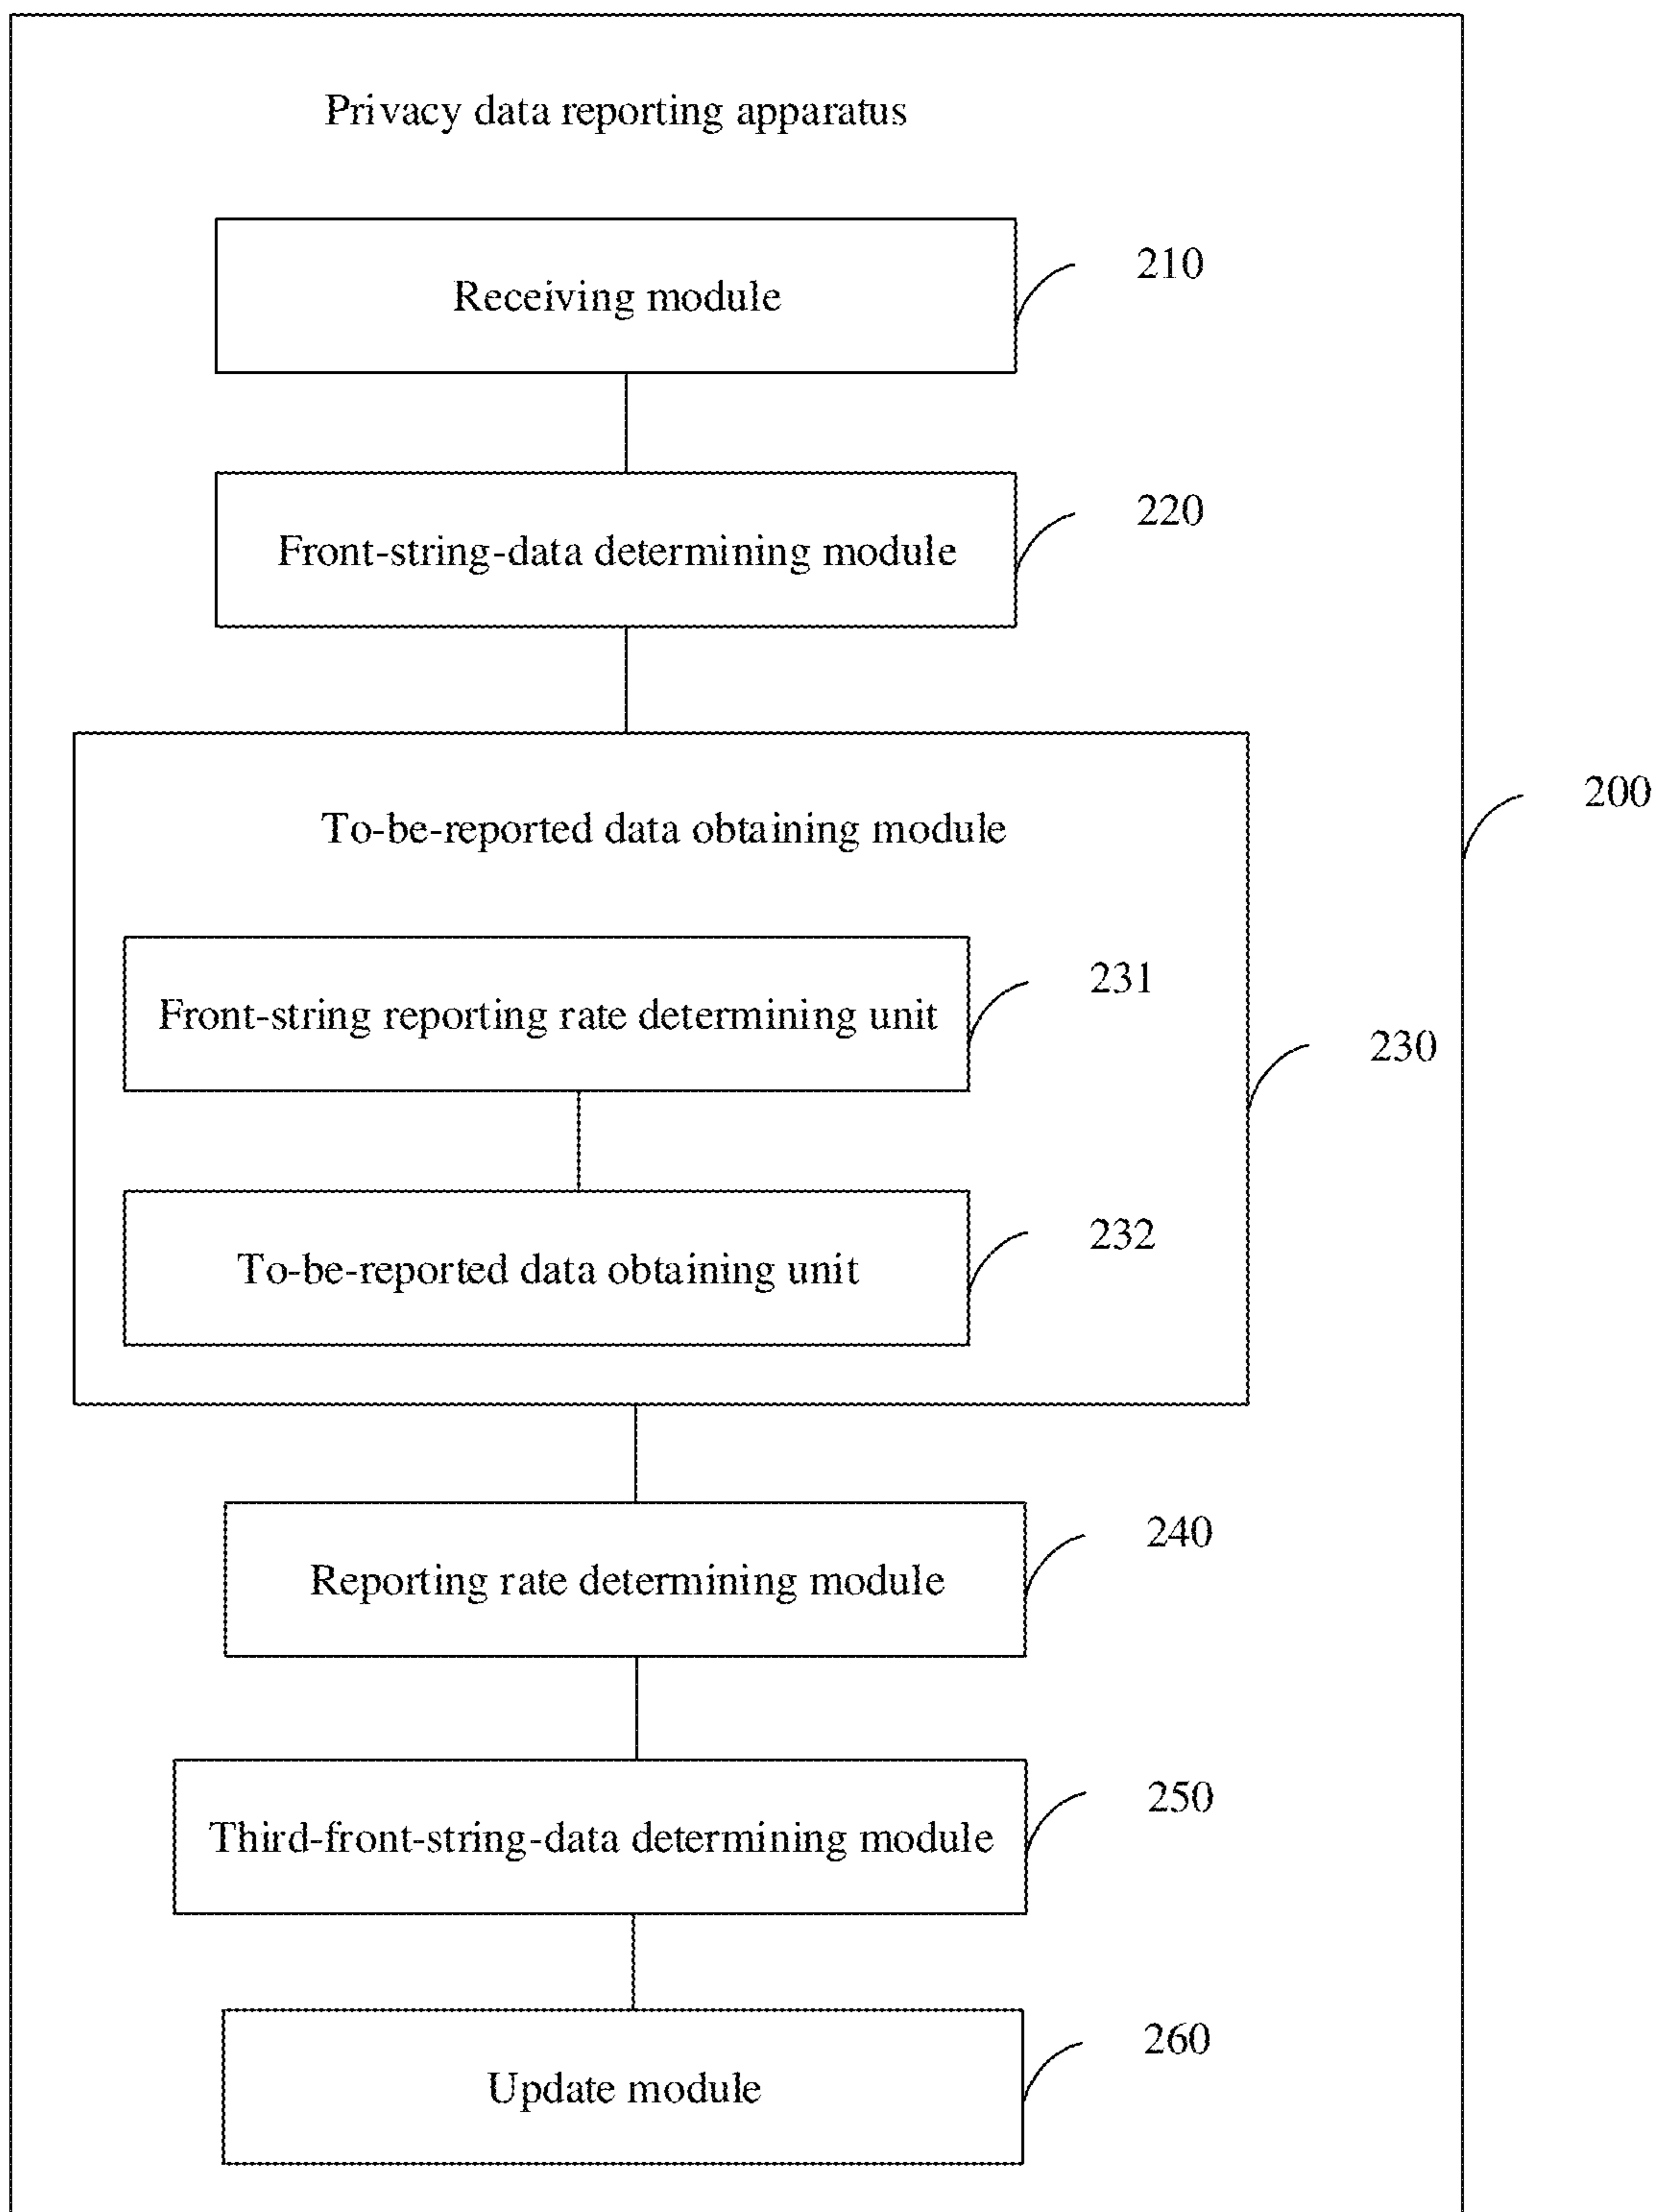 Privacy data reporting apparatus
Receiving module
210
Front-string-data determining module
220
To-be-reported data obtaining module
200
Front-string reporting rate determining unit
231
230
To-be-reported data obtaining unit
232
Reporting rate determining module
240
Third-front-string-data determining module
250
Update module
260